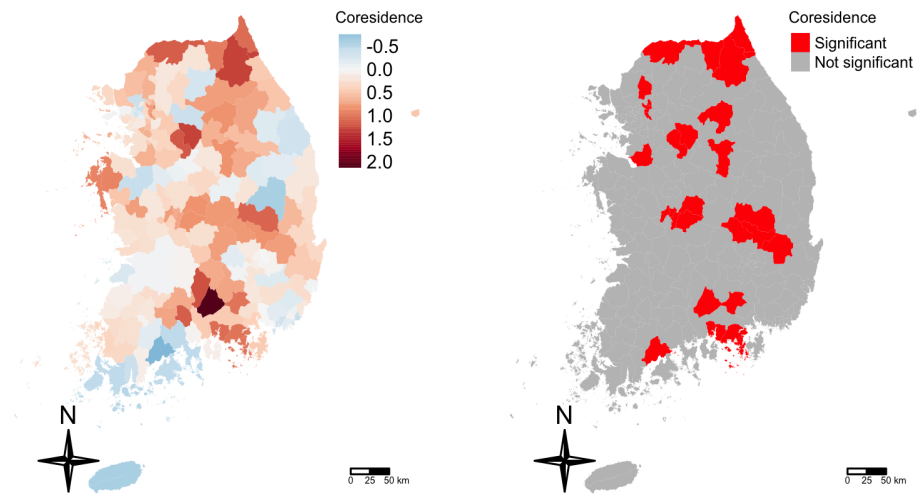 Coresidence
-0.5
0.0
0.5
1.0
1.5
2.0
N
0 25 50 km
Coresidence
Significant
Not significant
N
0 25 50 km